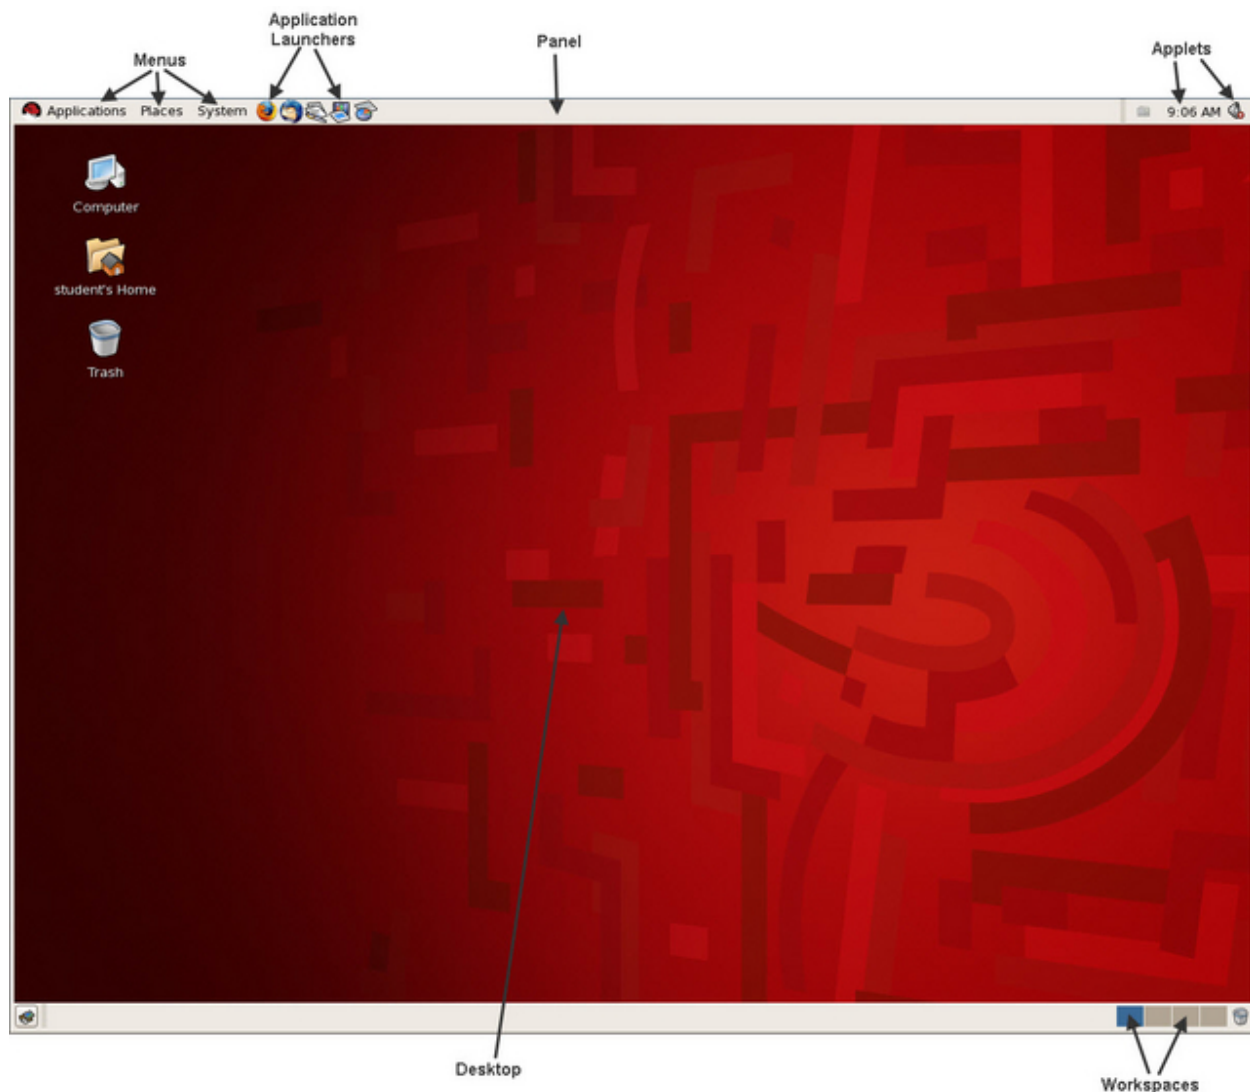 Application
Launchers
Panel
Applets
Menus
Applications Places System
9:06 AM
Computer
student's Home
Trash
Desktop
Workspaces